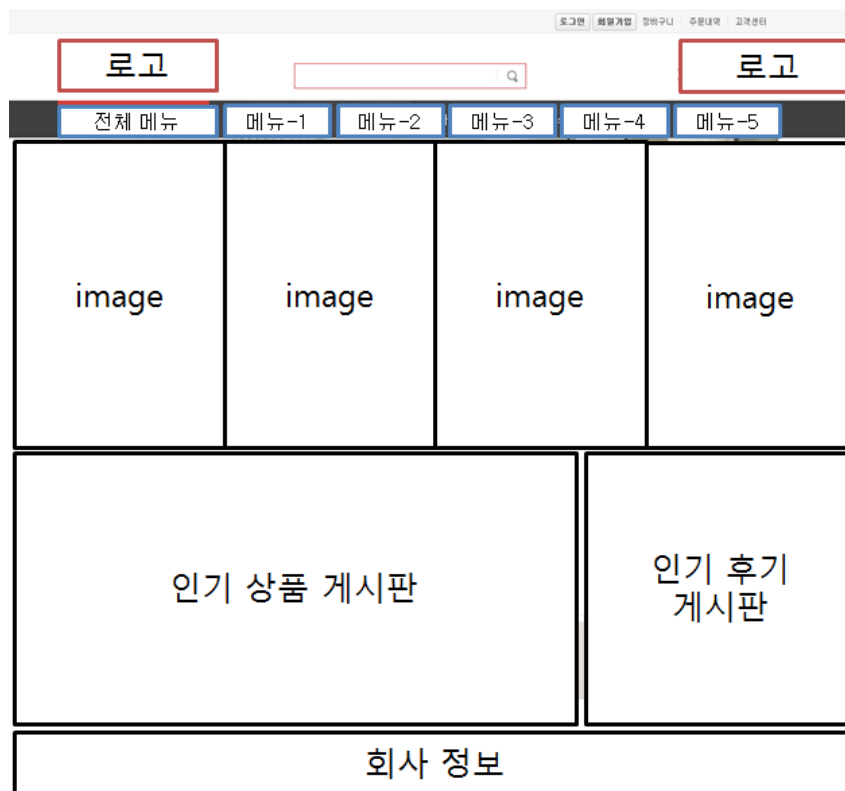 로그인 회원가입 장바구니 주문내역 고객센터
로고
로고
전체 메뉴 메뉴-1 메뉴-2 메뉴-3 메뉴-4 메뉴-5
image image image image
인기 상품 게시판
인기 후기
게시판
회사 정보